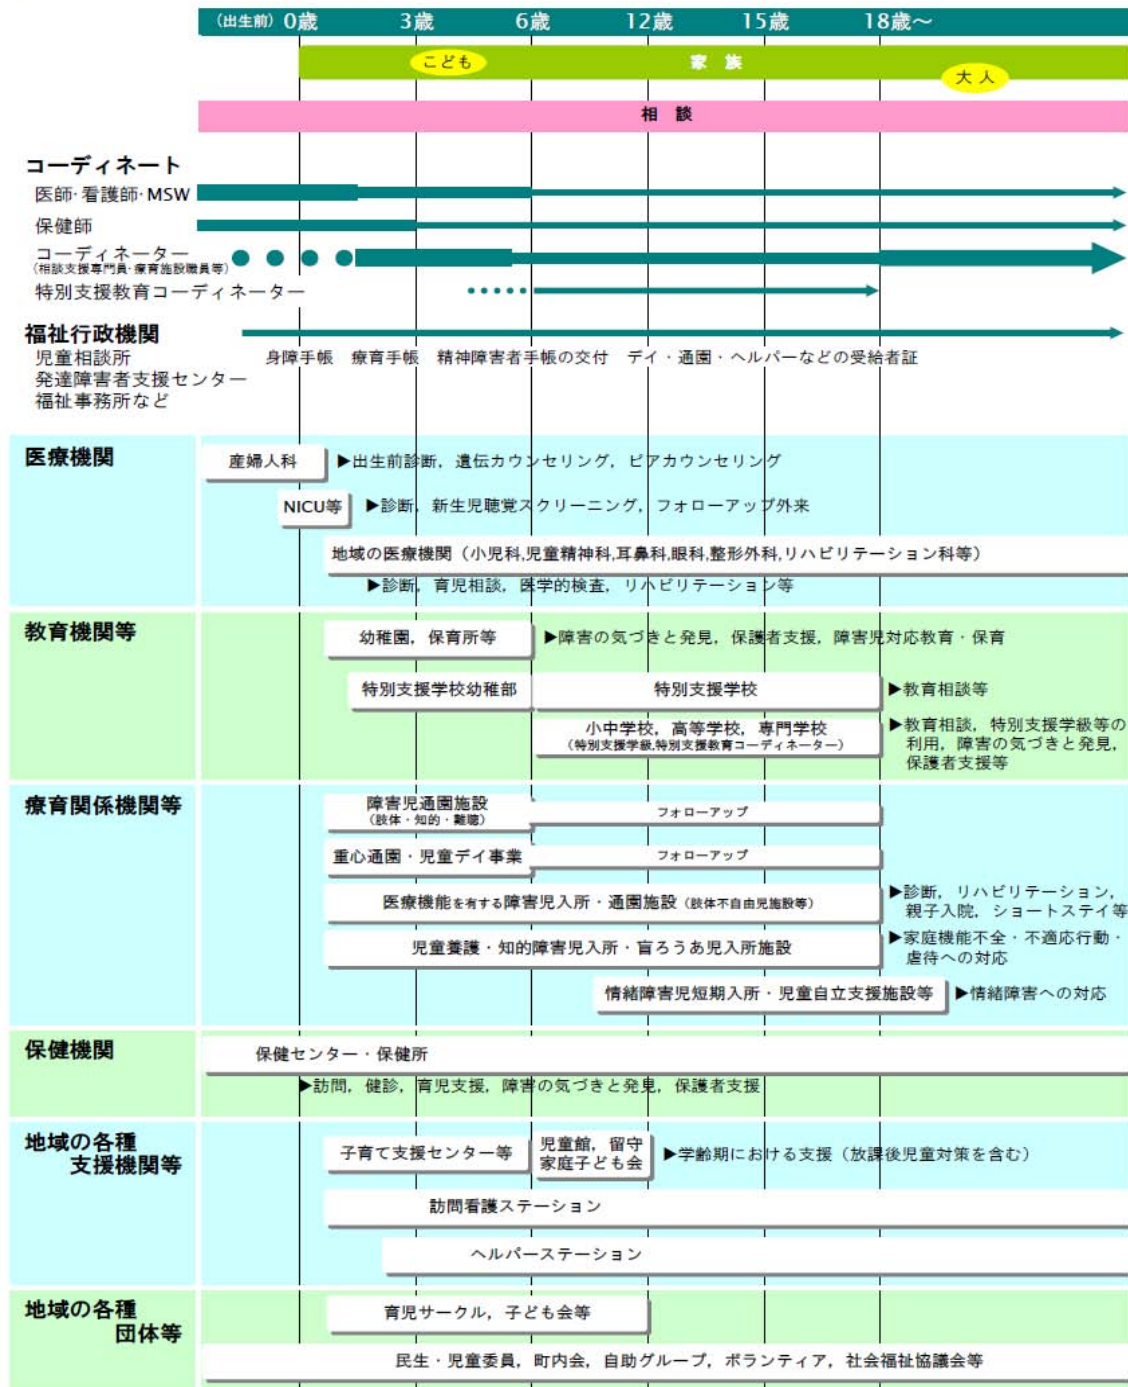 (出生前) 0歳 3歳 6歳 12歳 15歳 18歳～
こども 家 族
大 人
相 談
コーディネート
医師・看護師・MSW
保健師
コーディネーター
(相談支援専門員・療育施設職員等)
特別支援教育コーディネーター
福祉行政機関
児童相談所 身障手帳 療育手帳 精神障害者手帳の交付 デイ・通園・ヘルパーなどの受給者証
発達障害者支援センター
福祉事務所など
医療機関
産婦人科 ▶出生前診断，遺伝カウンセリング，ピアカウンセリング
NICU等 ▶診断，新生児聴覚スクリーニング，フォローアップ外来
地域の医療機関（小児科,児童精神科,耳鼻科,眼科,整形外科,リハビリテーション科等）
▶診断，育児相談，医学的検査，リハビリテーション等
教育機関等
幼稚園，保育所等 ▶障害の気づきと発見，保護者支援，障害児対応教育・保育
特別支援学校幼稚部 特別支援学校 ▶教育相談等
小中学校，高等学校，専門学校
（特別支援学級,特別支援教育コーディネーター）
▶教育相談，特別支援学級等の
利用，障害の気づきと発見，
保護者支援等
療育関係機関等
障害児通園施設
（肢体・知的・難聴）
フォローアップ
重心通園・児童デイ事業 フォローアップ
医療機能を有する障害児入所・通園施設（肢体不自由児施設等）
▶診断，リハビリテーション，
親子入院，ショートステイ等
児童養護・知的障害児入所・盲ろうあ児入所施設
▶家庭機能不全・不適応行動・
虐待への対応
情緒障害児短期入所・児童自立支援施設等 ▶情緒障害への対応
保健機関
保健センター・保健所
▶訪問，健診，育児支援，障害の気づきと発見，保護者支援
地域の各種
支援機関等
子育て支援センター等
児童館，留守
家庭子ども会
▶学齢期における支援（放課後児童対策を含む）
訪問看護ステーション
ヘルパーステーション
地域の各種
団体等
育児サークル，子ども会等
民生・児童委員，町内会，自助グループ，ボランティア，社会福祉協議会等